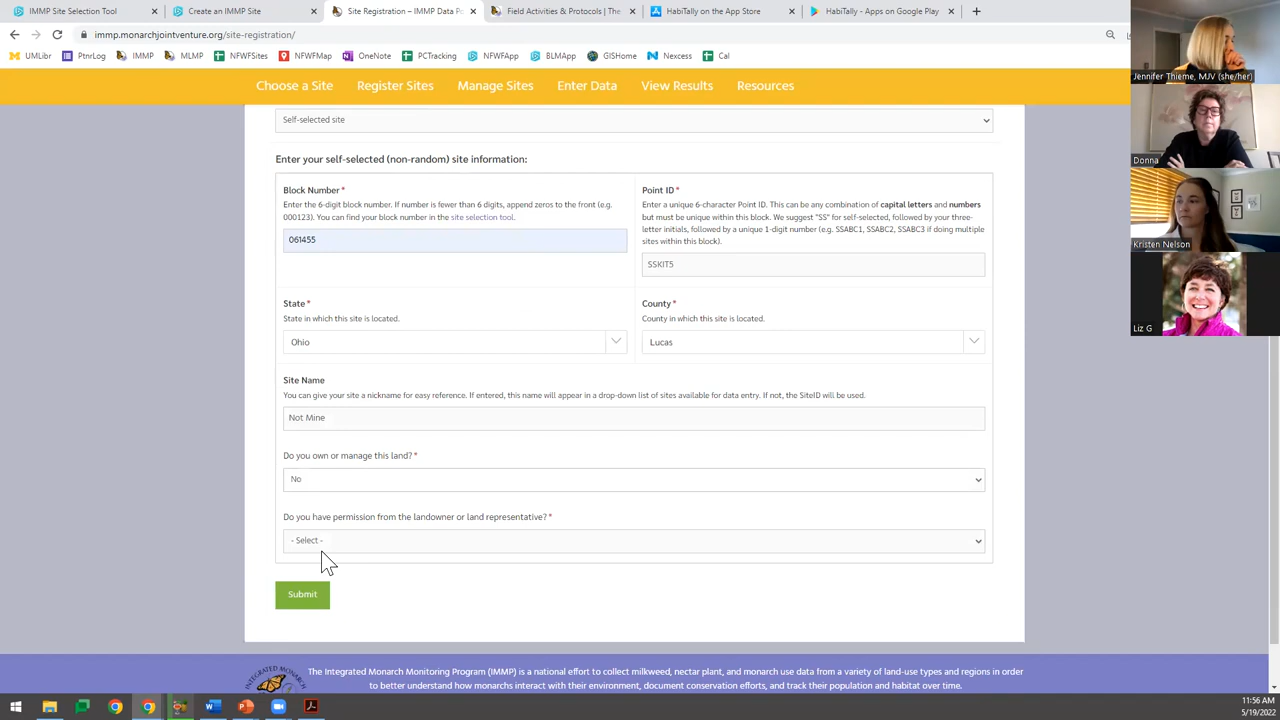 IMMP Site Selection Tool
Create an IMMP Site
Site Registration – IMMP Data Po
Field Activities & Protocols | The
HabiTally on the App Store
HabiTally - Apps on Google Play
immp.monarchjointventure.org/site-registration/
UMLibr PtnrLog IMMP MLMP NFWFSites NFWFMap OneNote PCTracking NFWFApp BLMApp GISHome Nexcess Cal
Choose a Site Register Sites Manage Sites Enter Data View Results Resources
Self-selected site
Enter your self-selected (non-random) site information:
Block Number *
Enter the 6-digit block number. If number is fewer than 6 digits, append zeros to the front (e.g.
000123). You can find your block number in the site selection tool.
061455
Point ID *
Enter a unique 6-character Point ID. This can be any combination of capital letters and numbers
but must be unique within this block. We suggest "SS" for self-selected, followed by your three-
letter initials, followed by a unique 1-digit number (e.g. SSABC1, SSABC2, SSABC3 if doing multiple
sites within this block).
SSKIT5
State *
State in which this site is located.
Ohio
County *
County in which this site is located.
Lucas
Site Name
You can give your site a nickname for easy reference. If entered, this name will appear in a drop-down list of sites available for data entry. If not, the SiteID will be used.
Not Mine
Do you own or manage this land? *
No
Do you have permission from the landowner or land representative? *
- Select -
Submit
INTEGRATED MONARCH
The Integrated Monarch Monitoring Program (IMMP) is a national effort to collect milkweed, nectar plant, and monarch use data from a variety of land-use types and regions in order
to better understand how monarchs interact with their environment, document conservation efforts, and track their population and habitat over time.
Jennifer Thieme, MJV (she/her)
Donna
Kristen Nelson
Liz G
11:56 AM
5/19/2022